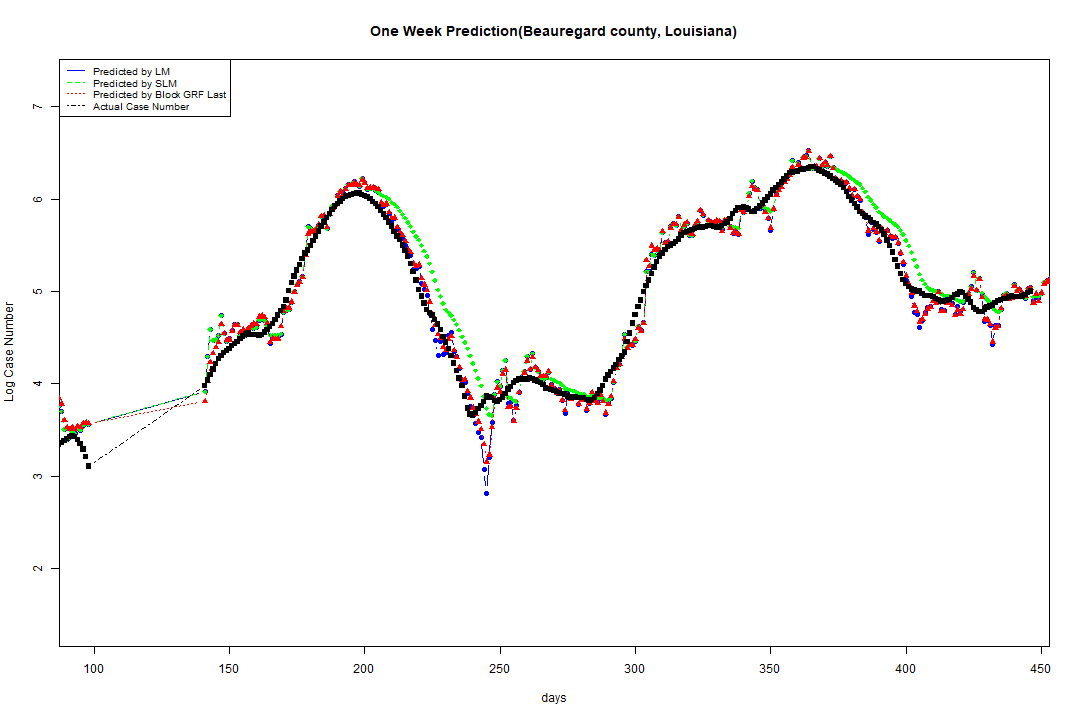 One Week Prediction(Beauregard county, Louisiana)
Predicted by LM
Predicted by SLM
Predicted by Block GRF Last
Actual Case Number
7
6
5
4
3
2
Log Case Number
100 150 200 250 300 350 400 450
days